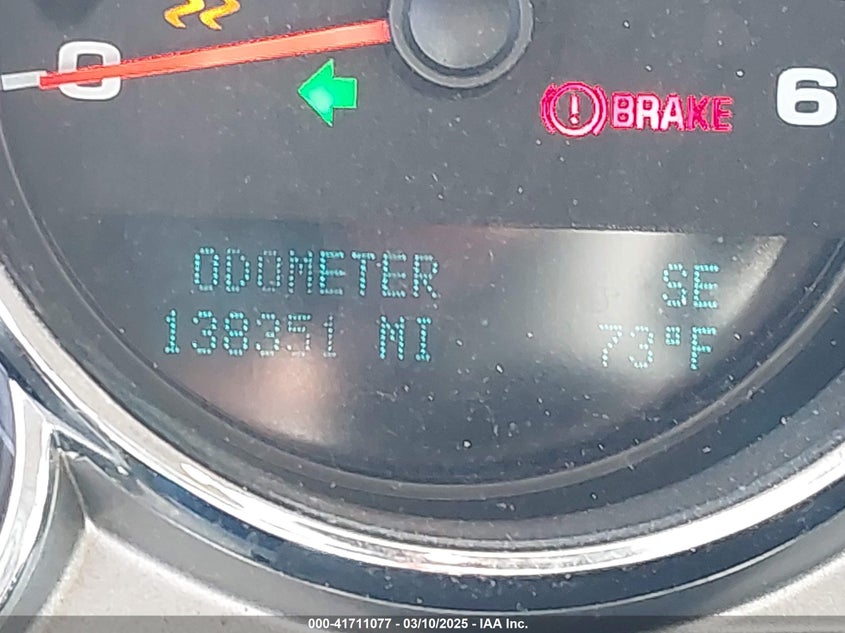 0
BRAKE
6
ODOMETER SE
138351 MI 73°F
000-41711077 — 03/10/2025 - IAA Inc.